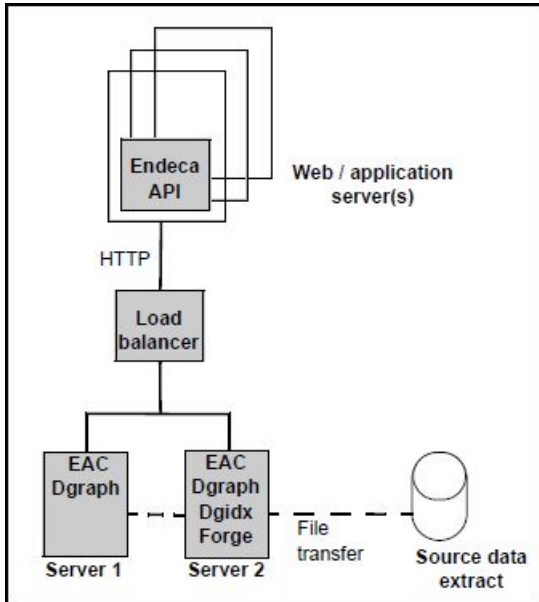 Endeca
API
Web / application
server(s)
HTTP
Load
balancer
EAC
Dgraph
EAC
Dgraph
Dgidx
Forge
File
transfer
Server 1
Server 2
Source data
extract